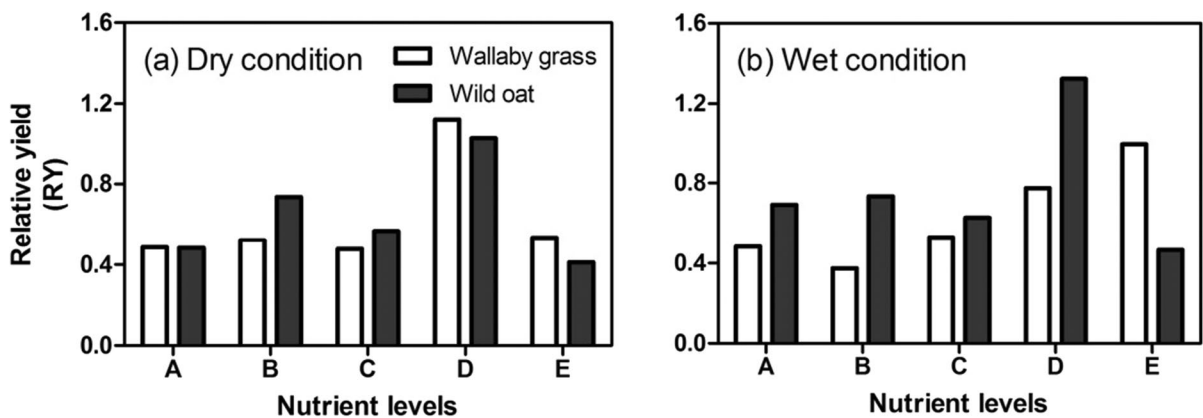 Relative yield
(RY)
1.6
1.2
0.8
0.4
0.0
(a) Dry condition
Wallaby grass
Wild oat
A B C D E
Nutrient levels
1.6
1.2
0.8
0.4
0.0
(b) Wet condition
A B C D E
Nutrient levels